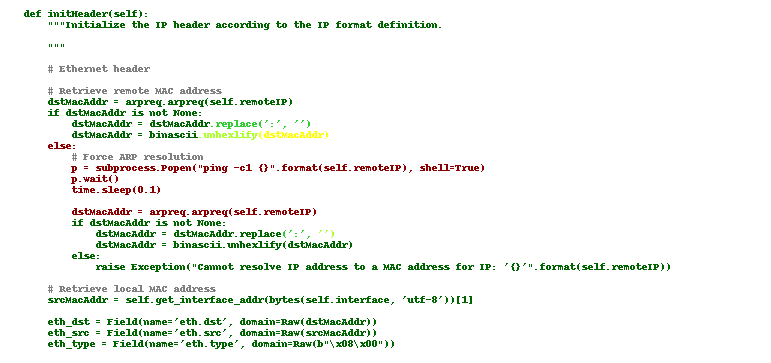 def initHeader(self):
"""Initialize the IP header according to the IP format definition.
"""
# Ethernet header
# Retrieve remote MAC address
dstMacAddr = arpreq.arpreq(self.remoteIP)
if dstMacAddr is not None:
dstMacAddr = dstMacAddr.replace(':', '')
dstMacAddr = binascii.unhexlify(dstMacAddr)
else:
# Force ARP resolution
p = subprocess.Popen("ping -c1 {}".format(self.remoteIP), shell=True)
p.wait()
time.sleep(0.1)
dstMacAddr = arpreq.arpreq(self.remoteIP)
if dstMacAddr is not None:
dstMacAddr = dstMacAddr.replace(':', '')
dstMacAddr = binascii.unhexlify(dstMacAddr)
else:
raise Exception("Cannot resolve IP address to a MAC address for IP: '{}'".format(self.remoteIP))
# Retrieve local MAC address
srcMacAddr = self.get_interface_addr(bytes(self.interface, 'utf-8'))[1]
eth_dst = Field(name='eth.dst', domain=Raw(dstMacAddr))
eth_src = Field(name='eth.src', domain=Raw(srcMacAddr))
eth_type = Field(name='eth.type', domain=Raw(b"\x08\x00"))